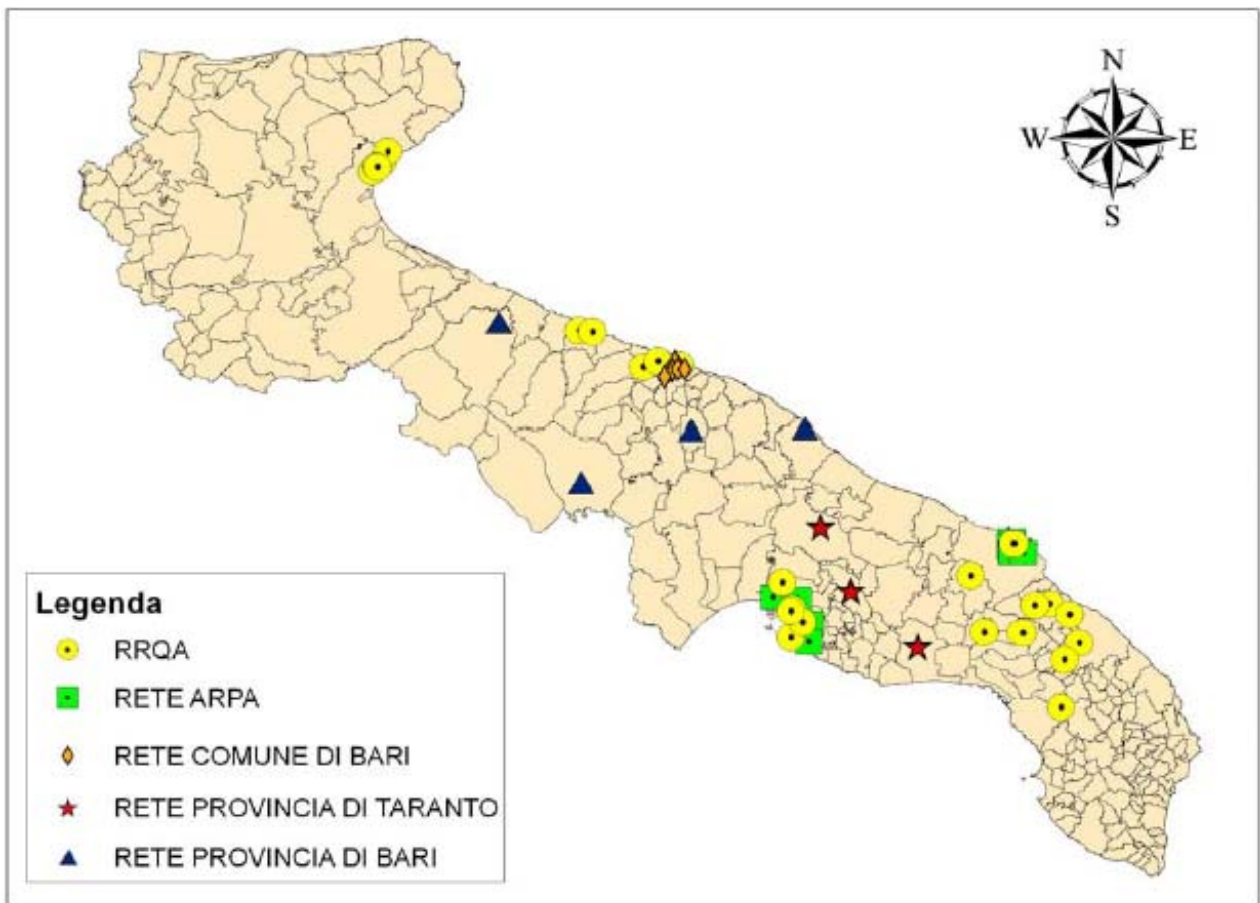 N
W E
S
Legenda
RRQA
RETE ARPA
RETE COMUNE DI BARI
RETE PROVINCIA DI TARANTO
RETE PROVINCIA DI BARI